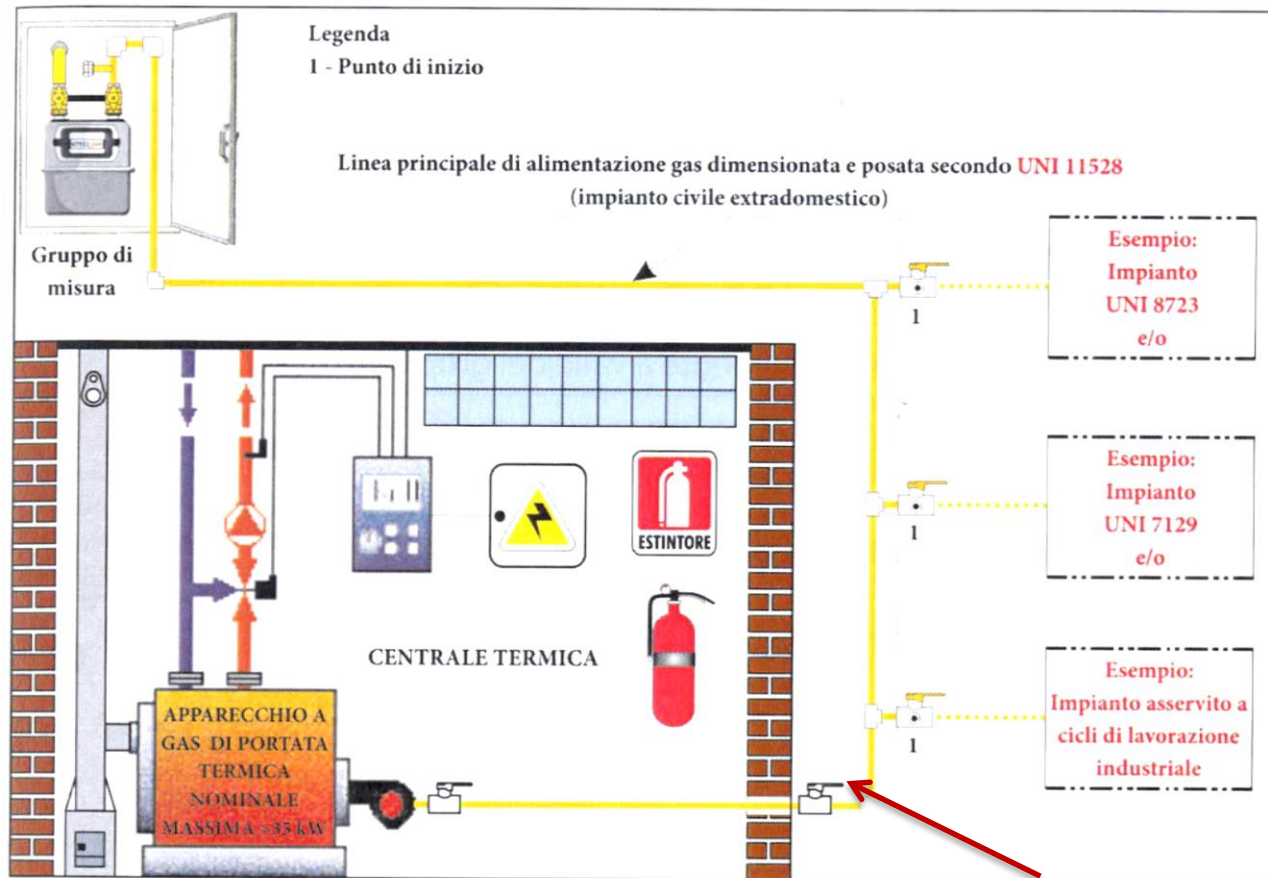 Legenda
1 - Punto di inizio
Linea principale di alimentazione gas dimensionata e posata secondo UNI 11528
(impianto civile extradomestico)
Gruppo di
misura
1
Esempio:
Impianto
UNI 8723
e/o
1
Esempio:
Impianto
UNI 7129
e/o
1
Esempio:
Impianto asservito a
cicli di lavorazione
industriale
ESTINTORE
CENTRALE TERMICA
APPARECCHIO A
GAS DI PORTATA
TERMICA
NOMINALE
MASSIMA >35 kW